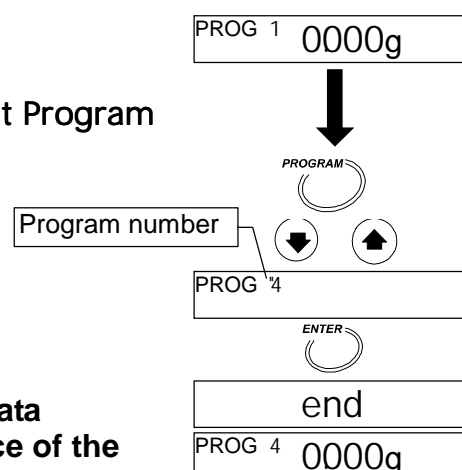 PROG 1 0000g
t Program
PROGRAM
Program number
PROG "4
ENTER
end
ata
ce of the
PROG 4 0000g